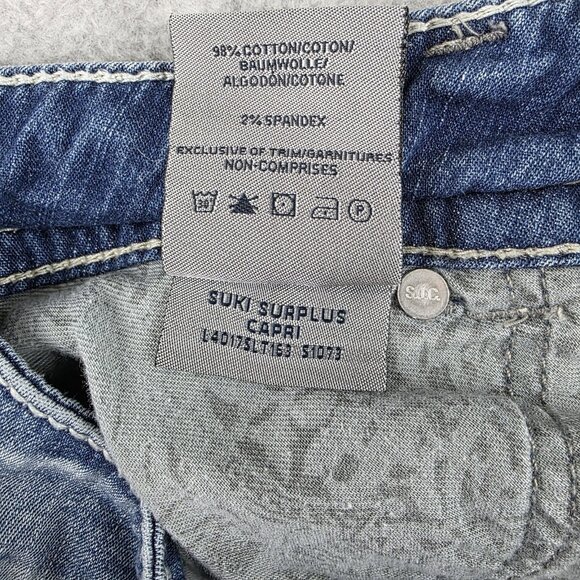 98% COTTON/COTON/
BAUMWOLLE/
ALGODÓN/COTONE
2% SPANDEX
EXCLUSIVE OF TRIM/GARNITURES
NON-COMPRISES
30
P
SUKI SURPLUS
CAPRI
L4017SLT163 S1073